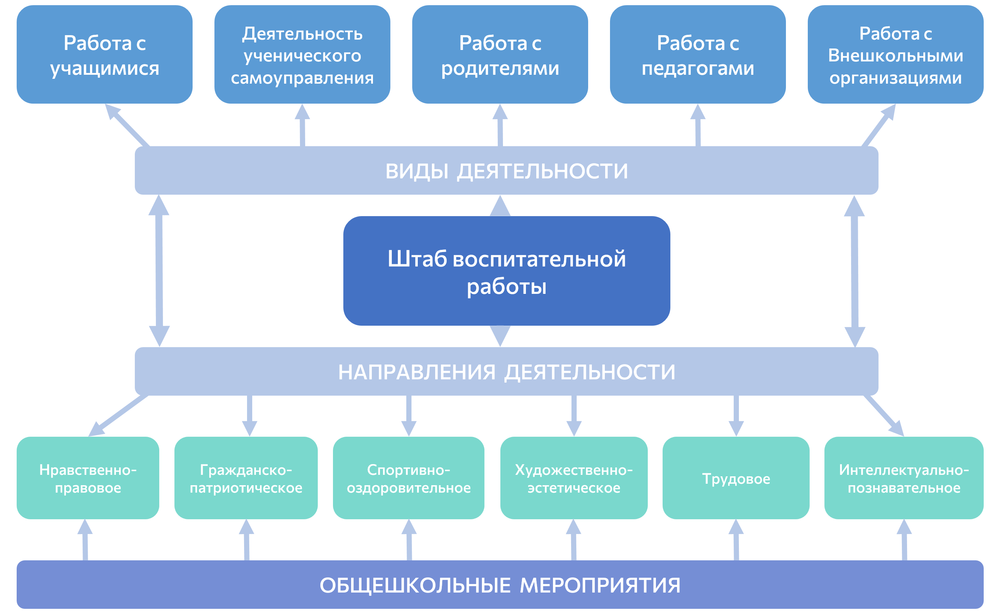 Работа с
учащимися
Деятельность
ученического
самоуправления
Работа с
родителями
Работа с
педагогами
Работа с
Внешкольными
организациями
ВИДЫ ДЕЯТЕЛЬНОСТИ
Штаб воспитательной
работы
НАПРАВЛЕНИЯ ДЕЯТЕЛЬНОСТИ
Нравственно-
правовое
Гражданско-
патриотическое
Спортивно-
оздоровительное
Художественно-
эстетическое
Трудовое
Интеллектуально-
познавательное
ОБЩЕШКОЛЬНЫЕ МЕРОПРИЯТИЯ